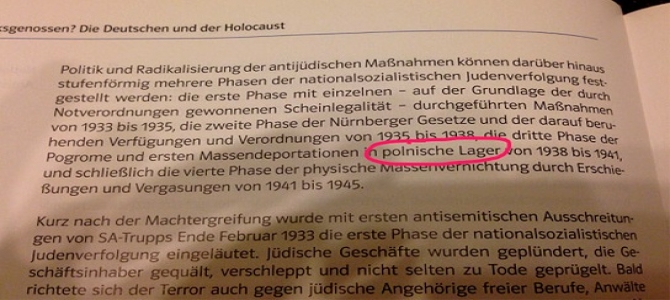 ksgenossen? Die Deutschen und der Holocaust
Politik und Radikalisierung der antijüdischen Maßnahmen können darüber hinaus
stufenförmig mehrere Phasen der nationalsozialistischen Judenverfolgung fest-
gestellt werden: die erste Phase mit einzelnen – auf der Grundlage der durch
Notverordnungen gewonnenen Scheinlegalität – durchgeführten Maßnahmen
von 1933 bis 1935, die zweite Phase der Nürnberger Gesetze und der darauf beru-
henden Verfügungen und Verordnungen von 1935 bis 1938, die dritte Phase der
Pogrome und ersten Massendeportationen in polnische Lager von 1938 bis 1941,
und schließlich die vierte Phase der physische Massenvernichtung durch Erschie-
ßungen und Vergasungen von 1941 bis 1945.
Kurz nach der Machtergreifung wurde mit ersten antisemitischen Ausschreitun-
gen von SA-Trupps Ende Februar 1933 die erste Phase der nationalsozialistischen
Judenverfolgung eingeläutet. Jüdische Geschäfte wurden geplündert, die Ge-
schäftsinhaber gequält, verschleppt und nicht selten zu Tode geprügelt. Bald
richtete sich der Terror auch gegen jüdische Angehörige freier Berufe, Anwälte